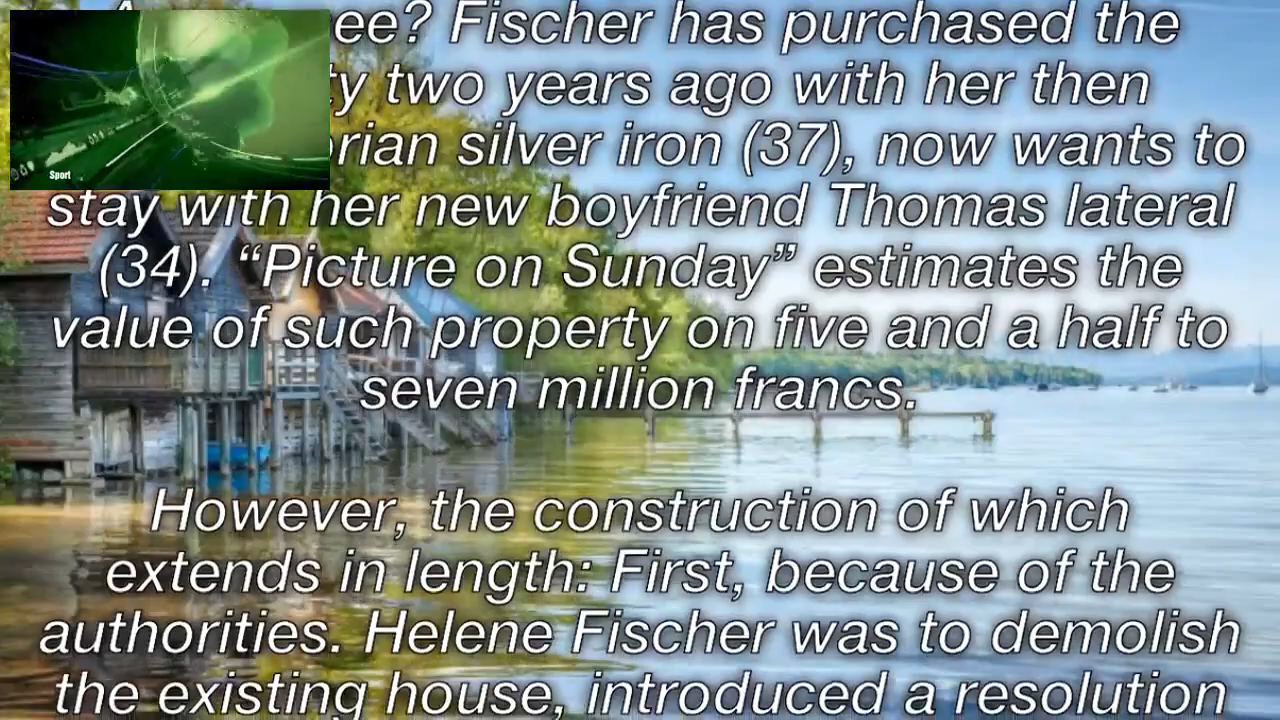 ee? Fischer has purchased the
ty two years ago with her then
rian silver iron (37), now wants to
Sport
stay with her new boyfriend Thomas lateral
(34). “Picture on Sunday” estimates the
value of such property on five and a half to
seven million francs.
However, the construction of which
extends in length: First, because of the
authorities. Helene Fischer was to demolish
the existing house, introduced a resolution